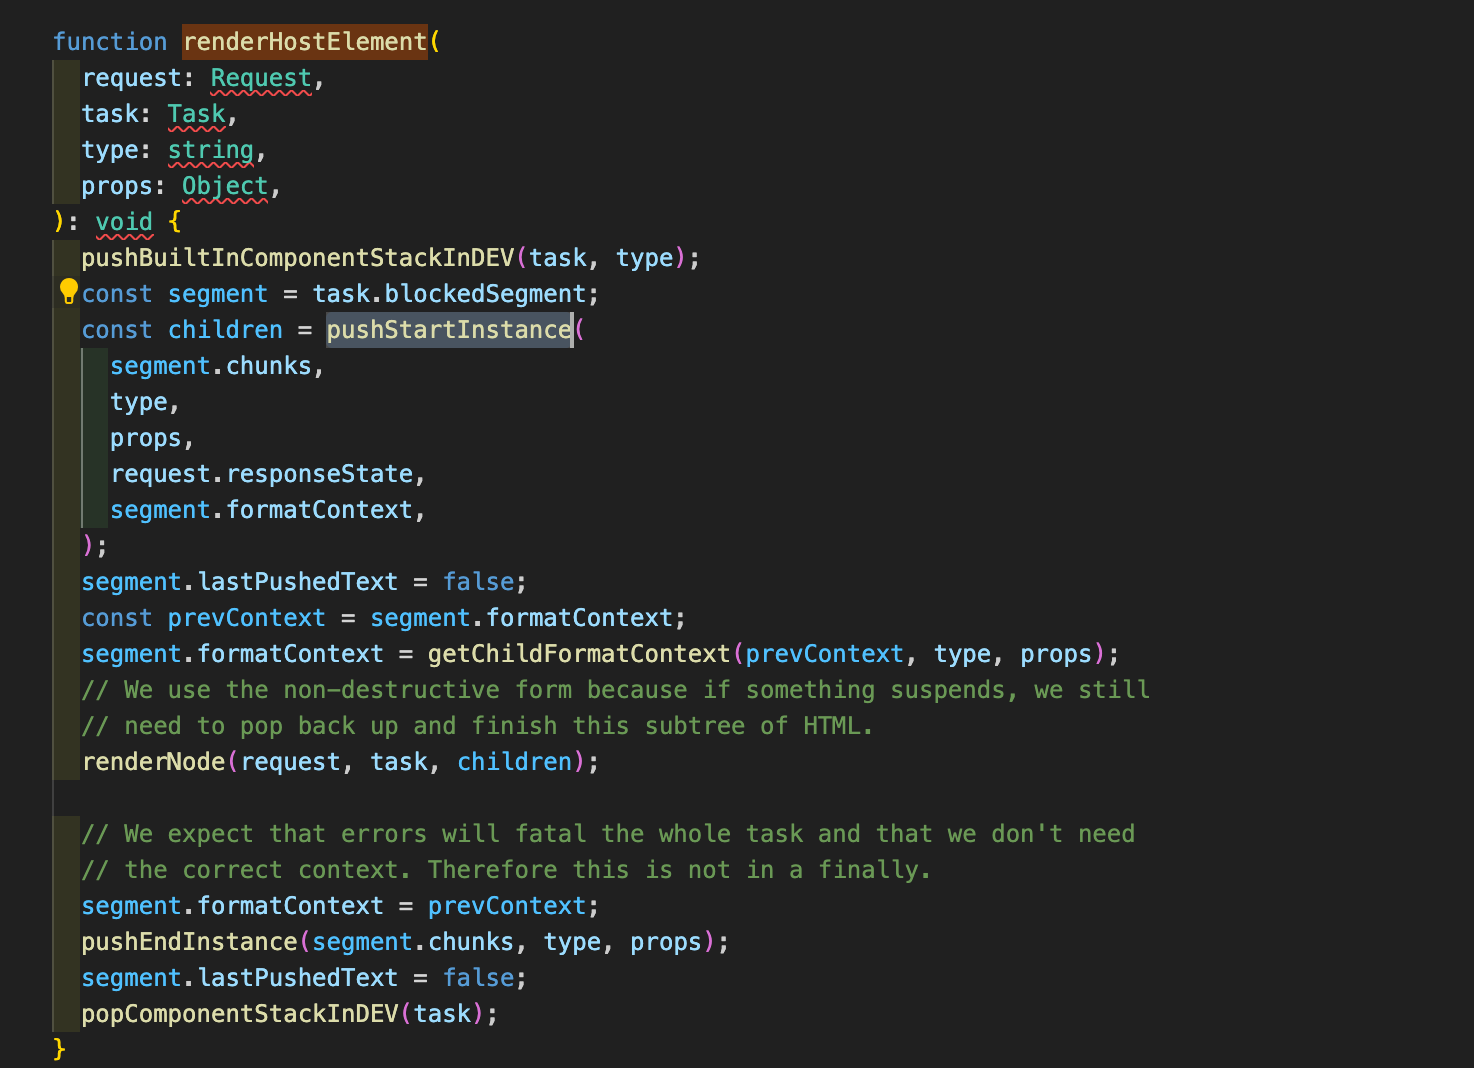 function renderHostElement(
  request: Request,
  task: Task,
  type: string,
  props: Object,
): void {
  pushBuiltInComponentStackInDEV(task, type);
  const segment = task.blockedSegment;
  const children = pushStartInstance(
    segment.chunks,
    type,
    props,
    request.responseState,
    segment.formatContext,
  );
  segment.lastPushedText = false;
  const prevContext = segment.formatContext;
  segment.formatContext = getChildFormatContext(prevContext, type, props);
  // We use the non-destructive form because if something suspends, we still
  // need to pop back up and finish this subtree of HTML.
  renderNode(request, task, children);

  // We expect that errors will fatal the whole task and that we don't need
  // the correct context. Therefore this is not in a finally.
  segment.formatContext = prevContext;
  pushEndInstance(segment.chunks, type, props);
  segment.lastPushedText = false;
  popComponentStackInDEV(task);
}